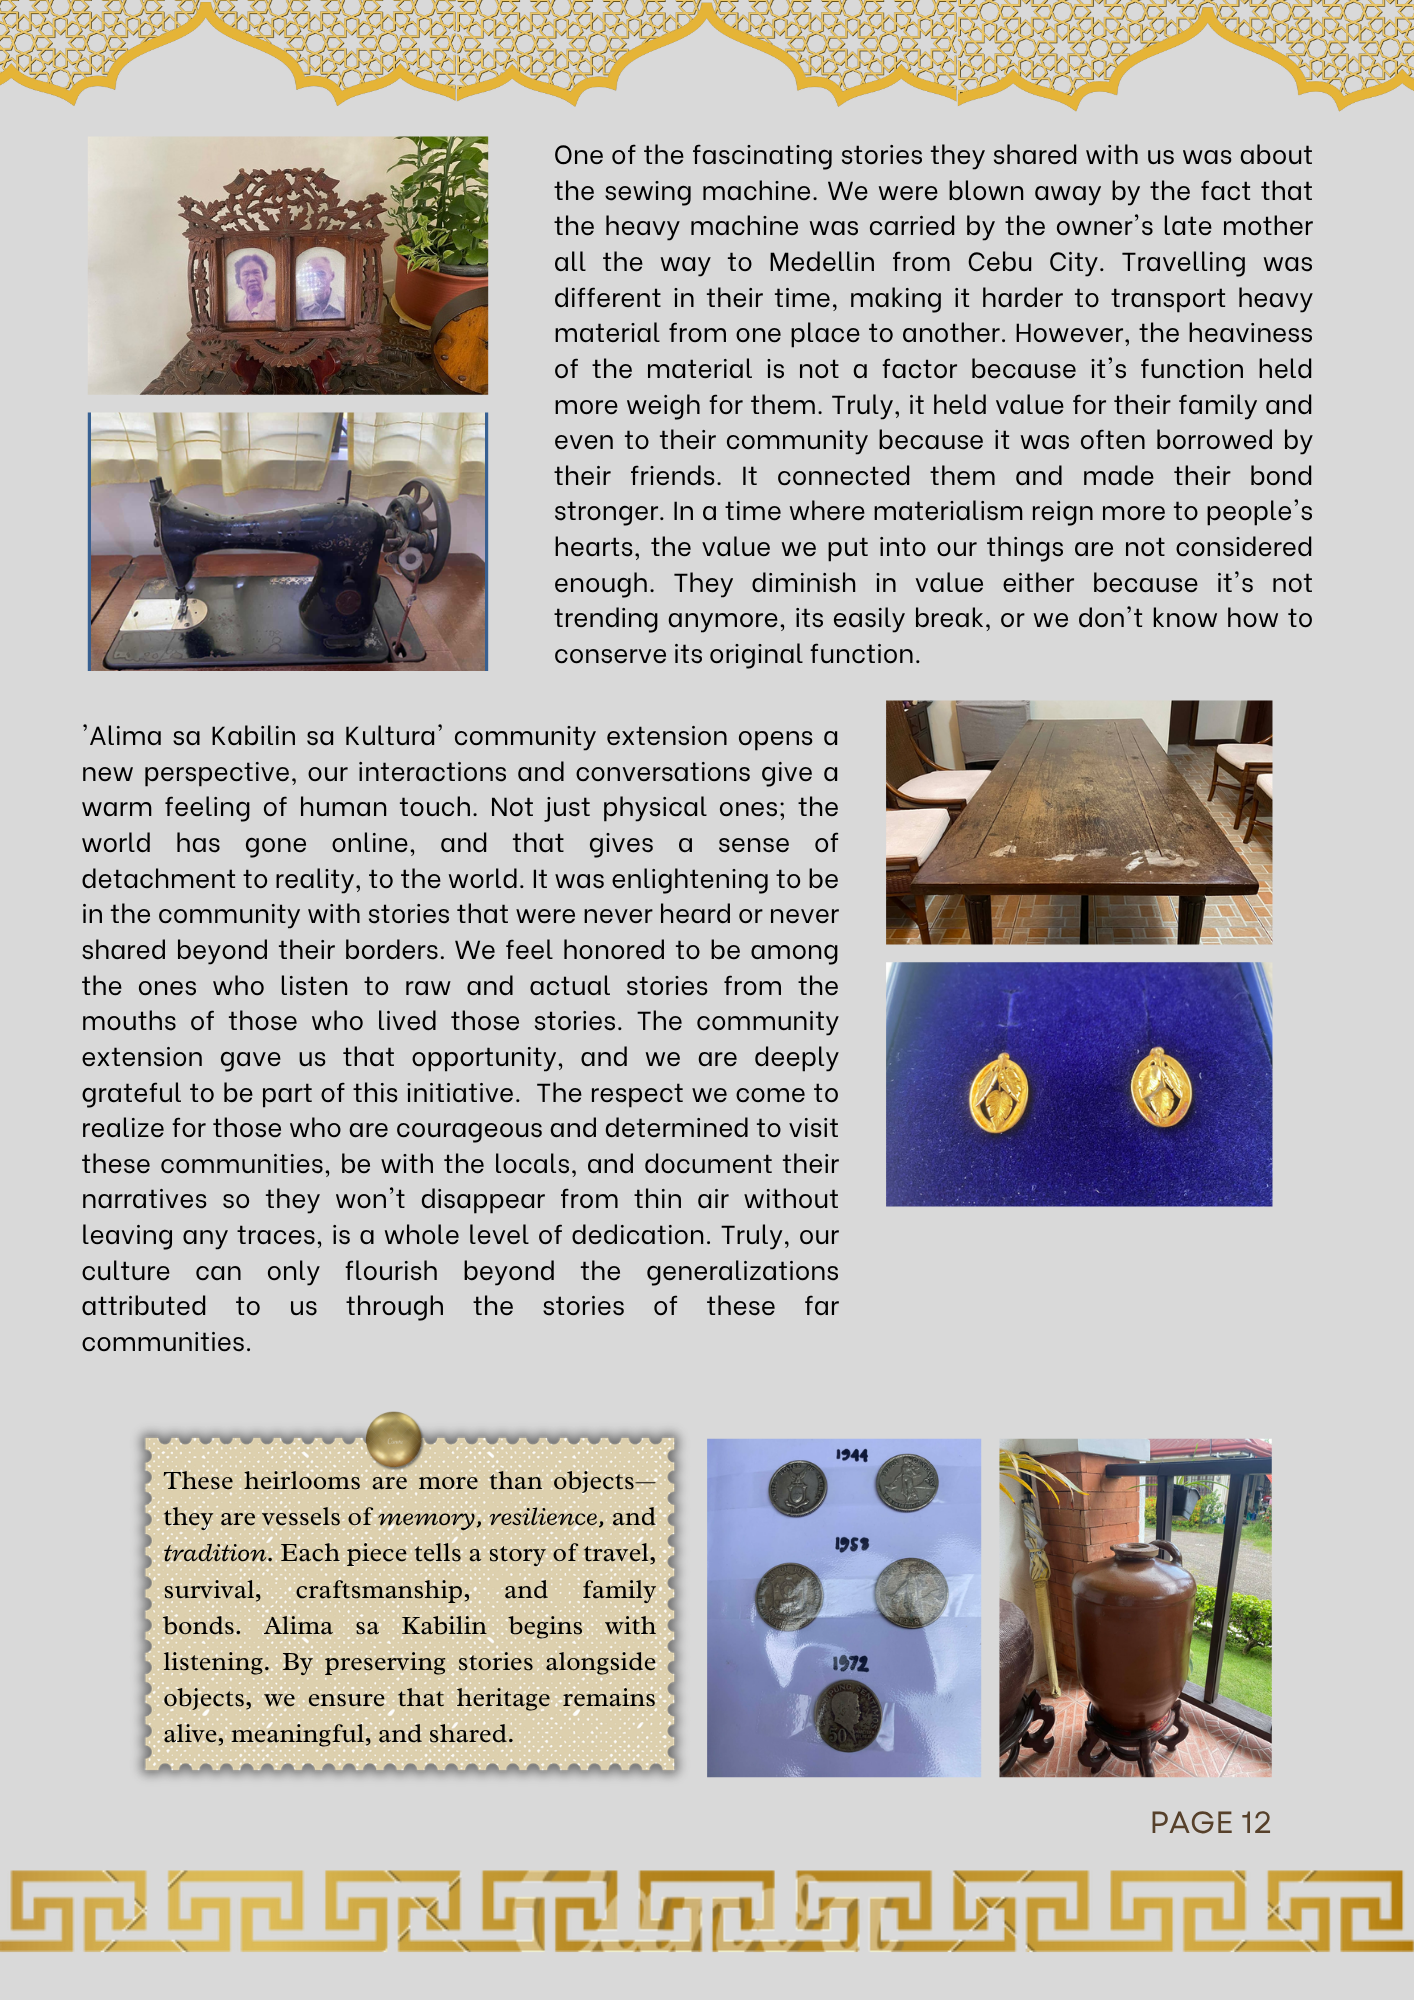 One of the fascinating stories they shared with us was about
the sewing machine. We were blown away by the fact that
the heavy machine was carried by the owner's late mother
all the way to Medellin from Cebu City. Travelling was
different in their time, making it harder to transport heavy
material from one place to another. However, the heaviness
of the material is not a factor because it's function held
more weigh for them. Truly, it held value for their family and
even to their community because it was often borrowed by
their friends. It connected them and made their bond
stronger. In a time where materialism reign more to people's
hearts, the value we put into our things are not considered
enough. They diminish in value either because it's not
trending anymore, its easily break, or we don't know how to
conserve its original function.
'Alima sa Kabilin sa Kultura' community extension opens a
new perspective, our interactions and conversations give a
warm feeling of human touch. Not just physical ones; the
world has gone online, and that gives a sense of
detachment to reality, to the world. It was enlightening to be
in the community with stories that were never heard or never
shared beyond their borders. We feel honored to be among
the ones who listen to raw and actual stories from the
mouths of those who lived those stories. The community
extension gave us that opportunity, and we are deeply
grateful to be part of this initiative. The respect we come to
realize for those who are courageous and determined to visit
these communities, be with the locals, and document their
narratives so they won't disappear from thin air without
leaving any traces, is a whole level of dedication. Truly, our
culture can only flourish beyond the generalizations
attributed to us through the stories of these far
communities.
These heirlooms are more than objects—
they are vessels of memory, resilience, and
tradition. Each piece tells a story of travel,
survival, craftsmanship, and family
bonds. Alima sa Kabilin begins with
listening. By preserving stories alongside
objects, we ensure that heritage remains
alive, meaningful, and shared.
1944
1958
1972
50
PAGE 12
Canva